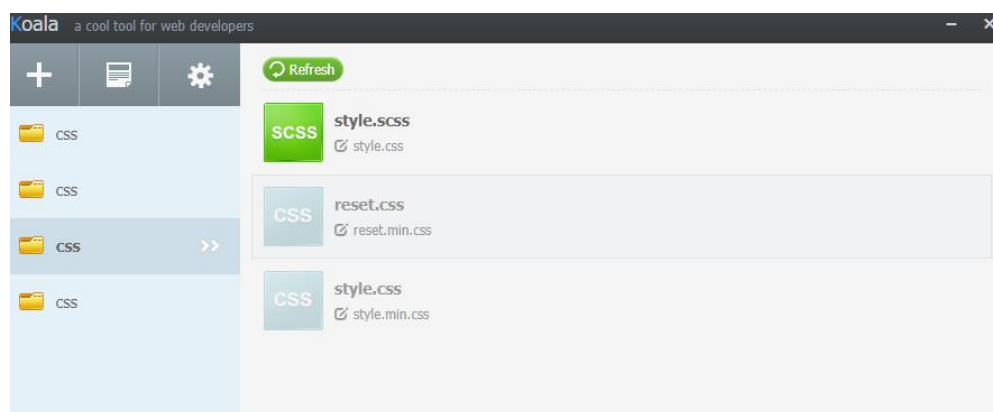 Koala a cool tool for web developers
Refresh
css
css
css
css
SCSS
style.scss
style.css
CSS
reset.css
reset.min.css
CSS
style.css
style.min.css